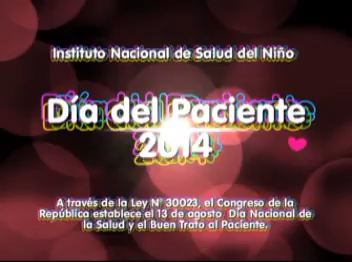 Instituto Nacional de Salud del Niño
Día del Paciente
2014
A través de la Ley Nº 30023, el Congreso de la
República establece el 13 de agosto Día Nacional de
la Salud y el Buen Trato al Paciente.